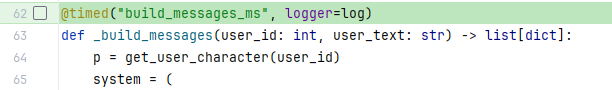 62 @timed("build_messages_ms", logger=log)
63 def _build_messages(user_id: int, user_text: str) -> list[dict]:
64     p = get_user_character(user_id)
65     system = (